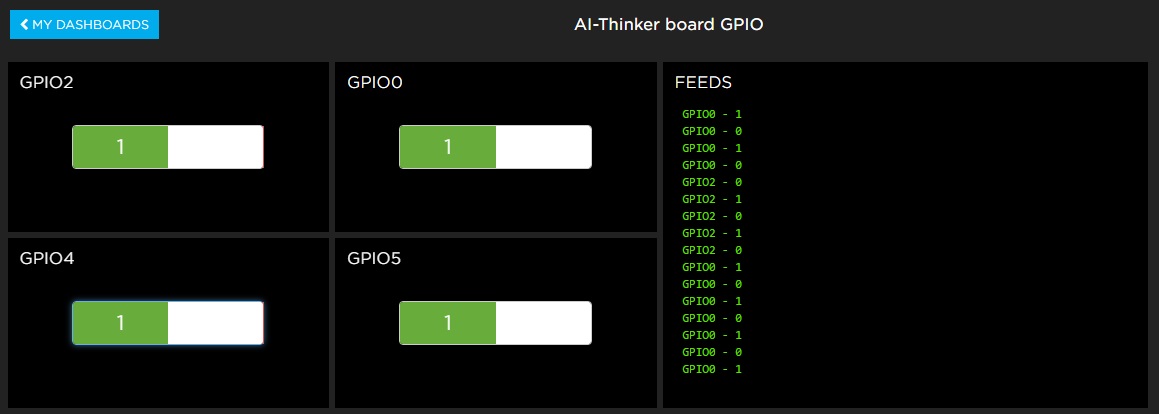 MY DASHBOARDS
AI-Thinker board GPIO
GPIO2
1
GPIO0
1
GPIO4
1
GPIO5
1
FEEDS
GPIO0 - 1
GPIO0 - 0
GPIO0 - 1
GPIO0 - 0
GPIO2 - 0
GPIO2 - 1
GPIO2 - 0
GPIO2 - 1
GPIO2 - 0
GPIO0 - 1
GPIO0 - 0
GPIO0 - 1
GPIO0 - 0
GPIO0 - 1
GPIO0 - 0
GPIO0 - 1